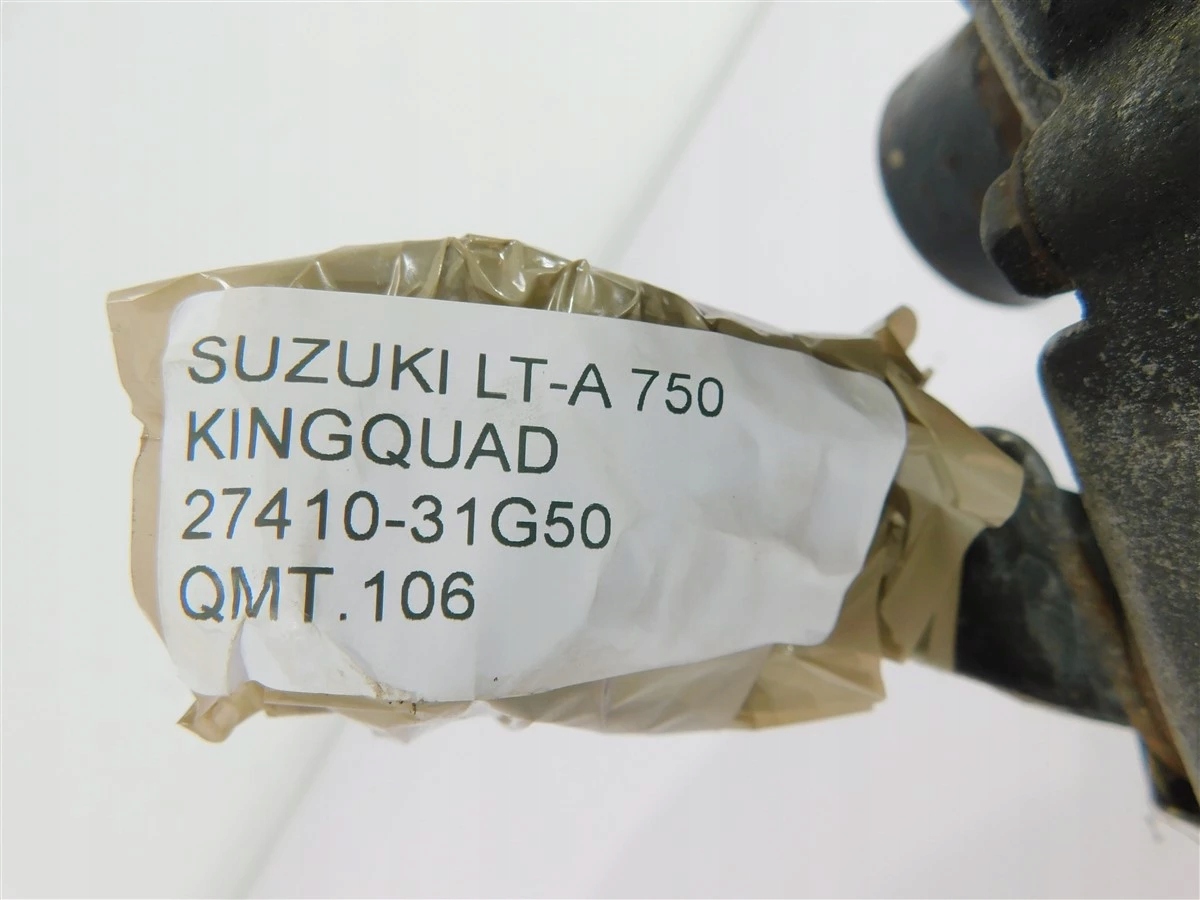 SUZUKI LT-A 750
KINGQUAD
27410-31G50
QMT.106